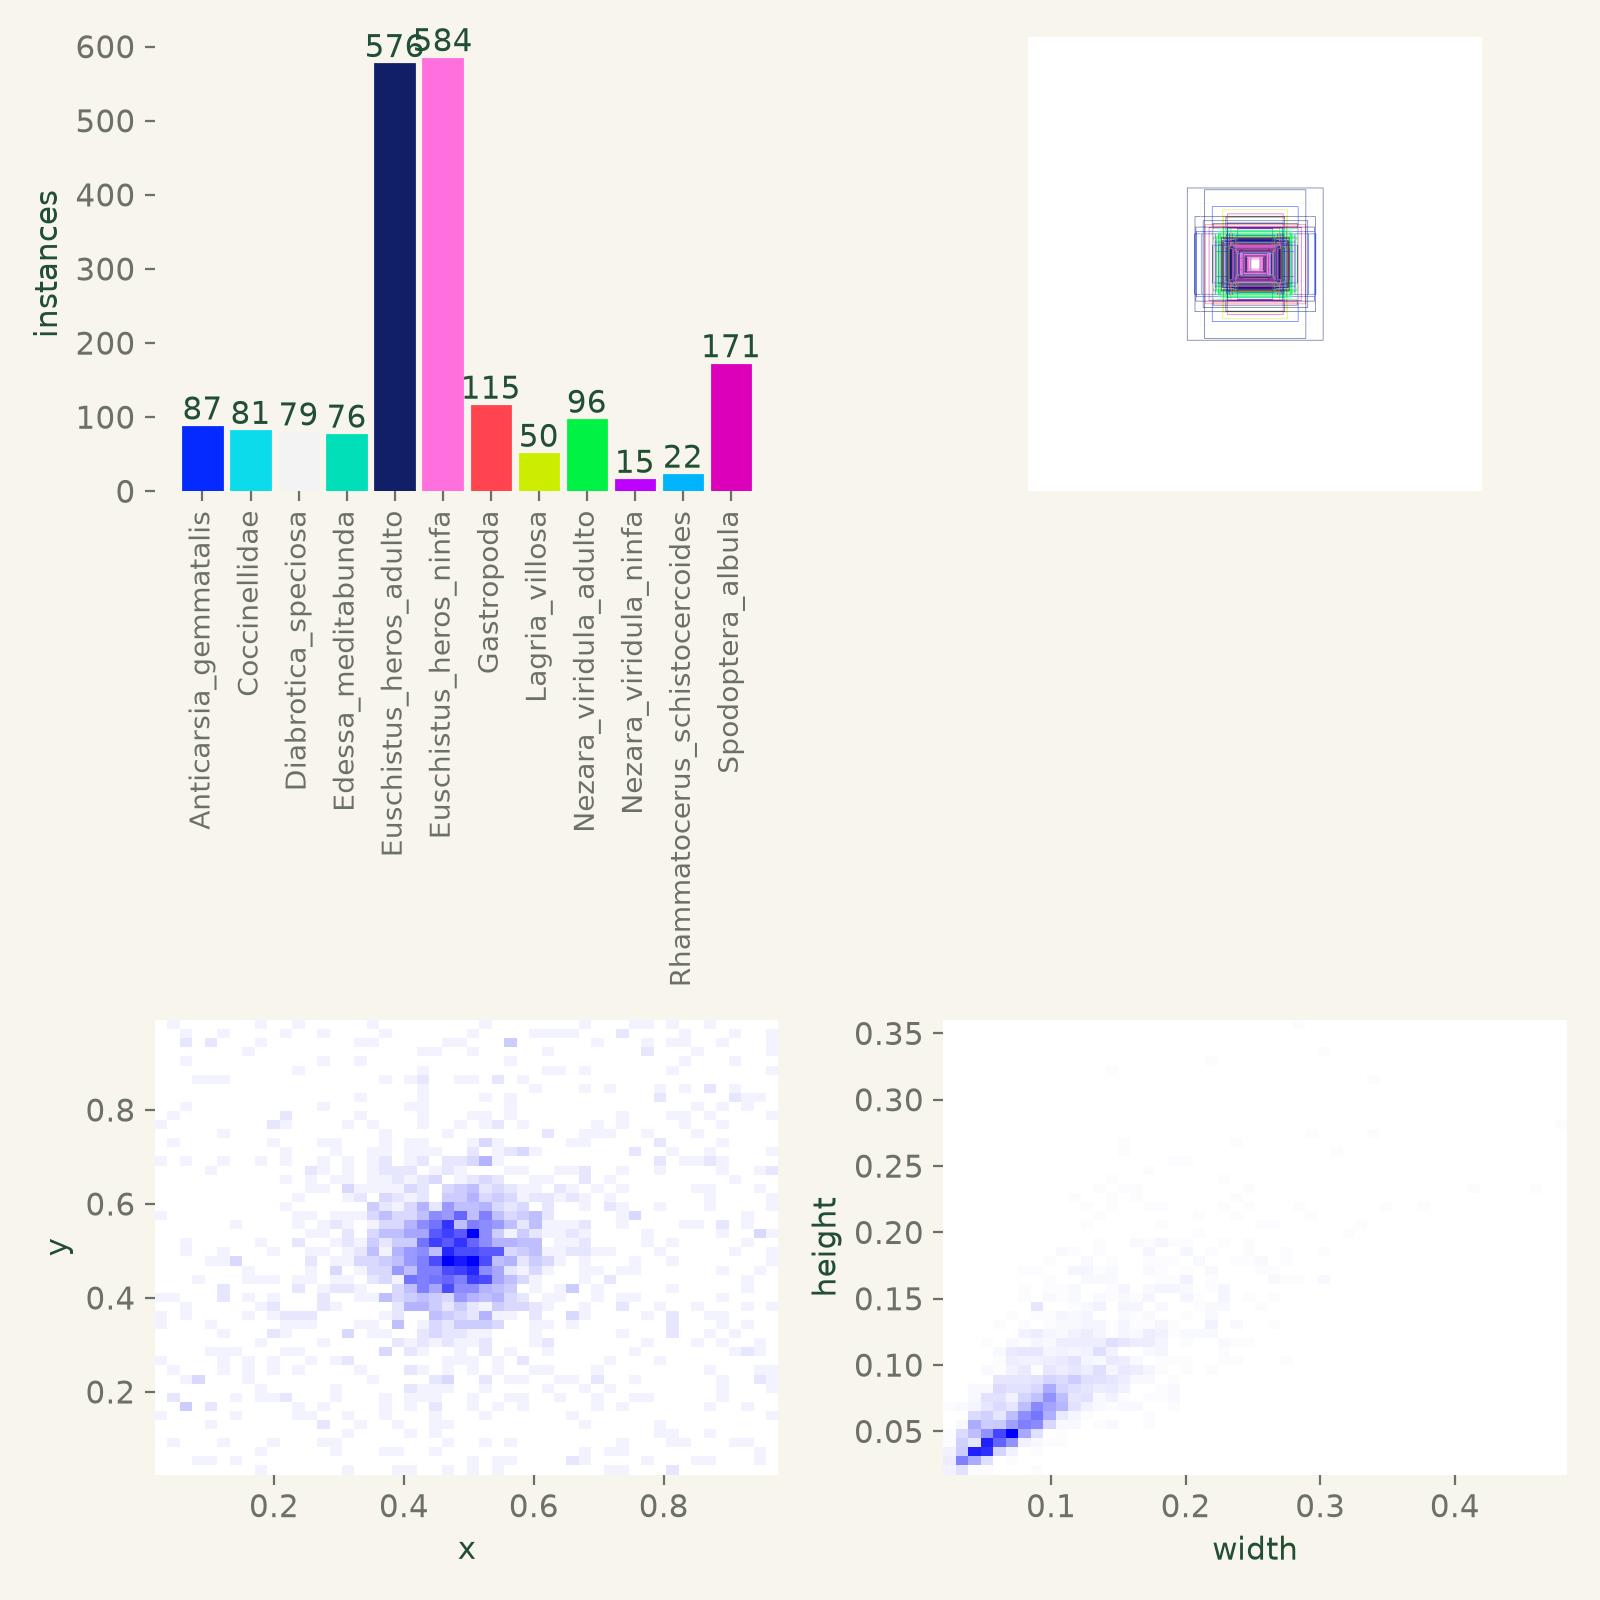 600
500
400
300
200
100
0
instances
87
81
79
76
576
584
115
50
96
15
22
171
Anticarsia_gemmatalis
Coccinellidae
Diabrotica_speciosa
Edessa_meditabunda
Euschistus_heros_adulto
Euschistus_heros_ninfa
Gastropoda
Lagria_villosa
Nezara_viridula_adulto
Nezara_viridula_ninfa
Rhammatocerus_schistocercoides
Spodoptera_albula
0.8
0.6
0.4
0.2
y
0.2 0.4 0.6 0.8
x
0.35
0.30
0.25
0.20
0.15
0.10
0.05
height
0.1 0.2 0.3 0.4
width